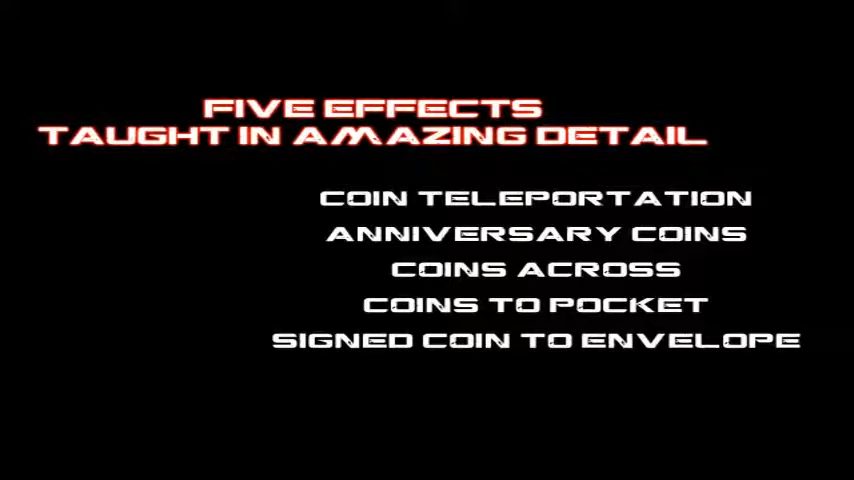 FIVE EFFECTS
TAUGHT IN AMAZING DETAIL
COIN TELEPORTATION
ANNIVERSARY COINS
COINS ACROSS
COINS TO POCKET
SIGNED COIN TO ENVELOPE